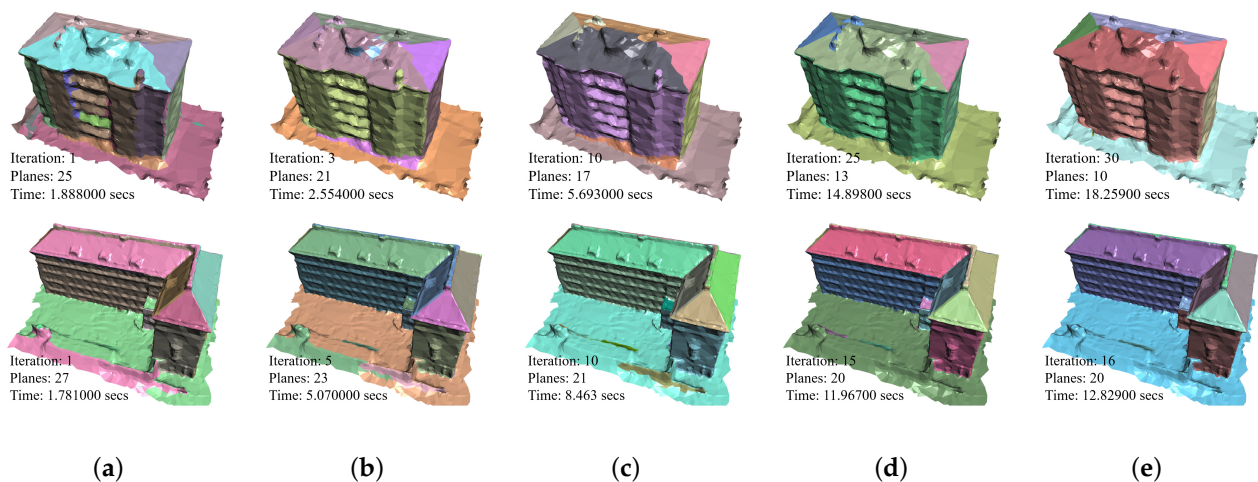 Iteration: 1
Planes: 25
Time: 1.888000 secs
Iteration: 3
Planes: 21
Time: 2.554000 secs
Iteration: 10
Planes: 17
Time: 5.693000 secs
Iteration: 25
Planes: 13
Time: 14.89800 secs
Iteration: 30
Planes: 10
Time: 18.25900 secs
Iteration: 1
Planes: 27
Time: 1.781000 secs
Iteration: 5
Planes: 23
Time: 5.070000 secs
Iteration: 10
Planes: 21
Time: 8.463 secs
Iteration: 15
Planes: 20
Time: 11.96700 secs
Iteration: 16
Planes: 20
Time: 12.82900 secs
(a)
(b)
(c)
(d)
(e)